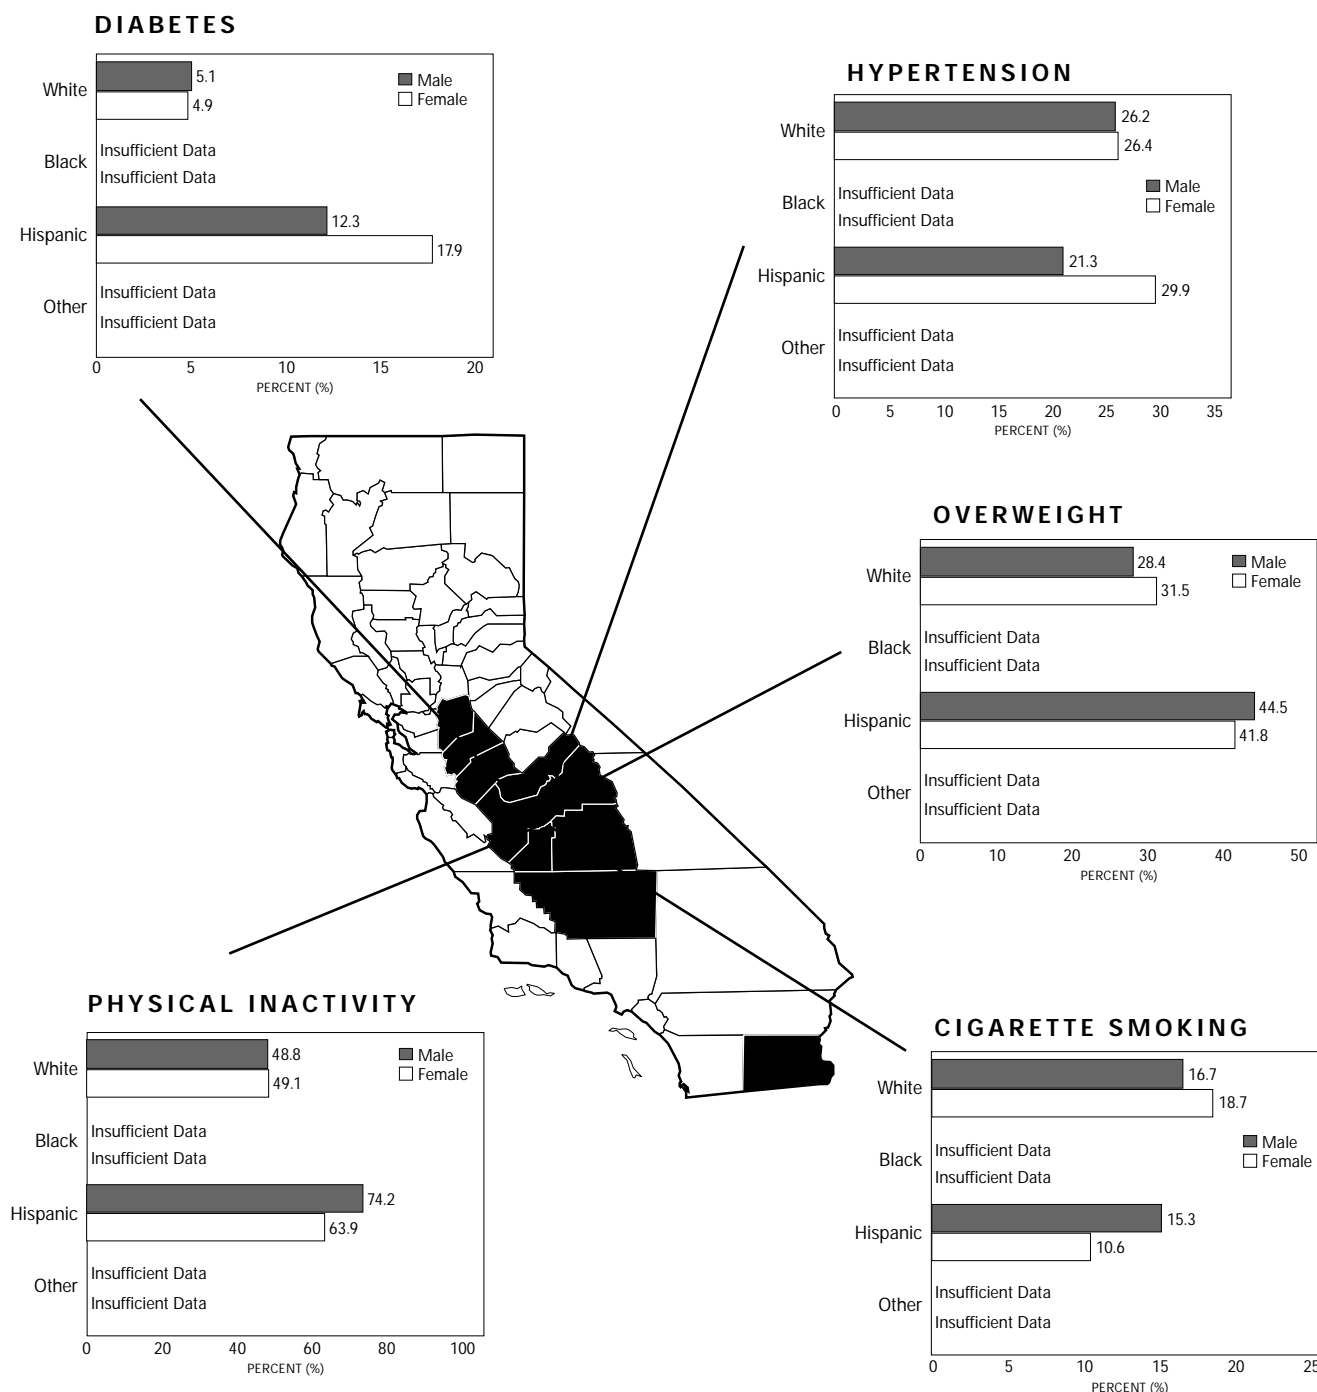 DIABETES
White
5.1
4.9
Male
Female
Black
Insufficient Data
Insufficient Data
Hispanic
12.3
17.9
Other
Insufficient Data
Insufficient Data
0 5 10 15 20
PERCENT (%)
HYPERTENSION
White
26.2
26.4
Male
Female
Black
Insufficient Data
Insufficient Data
Hispanic
21.3
29.9
Other
Insufficient Data
Insufficient Data
0 5 10 15 20 25 30 35
PERCENT (%)
OVERWEIGHT
White
28.4
31.5
Male
Female
Black
Insufficient Data
Insufficient Data
Hispanic
44.5
41.8
Other
Insufficient Data
Insufficient Data
0 10 20 30 40 50
PERCENT (%)
PHYSICAL INACTIVITY
White
48.8
49.1
Male
Female
Black
Insufficient Data
Insufficient Data
Hispanic
74.2
63.9
Other
Insufficient Data
Insufficient Data
0 20 40 60 80 100
PERCENT (%)
CIGARETTE SMOKING
White
16.7
18.7
Male
Female
Black
Insufficient Data
Insufficient Data
Hispanic
15.3
10.6
Other
Insufficient Data
Insufficient Data
0 5 10 15 20 25
PERCENT (%)